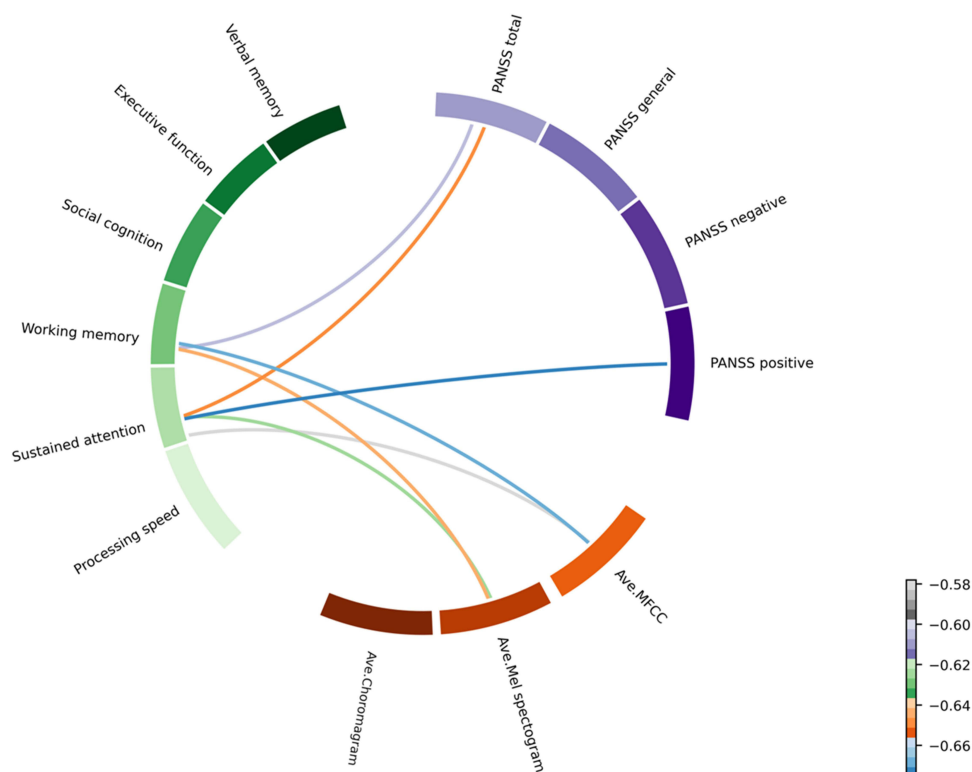 Verbal memory
Executive function
Social cognition
Working memory
Sustained attention
Processing speed
PANSS total
PANSS general
PANSS negative
PANSS positive
Ave.MFCC
Ave.Mel spectogram
Ave.Choromagram
−0.58
−0.60
−0.62
−0.64
−0.66